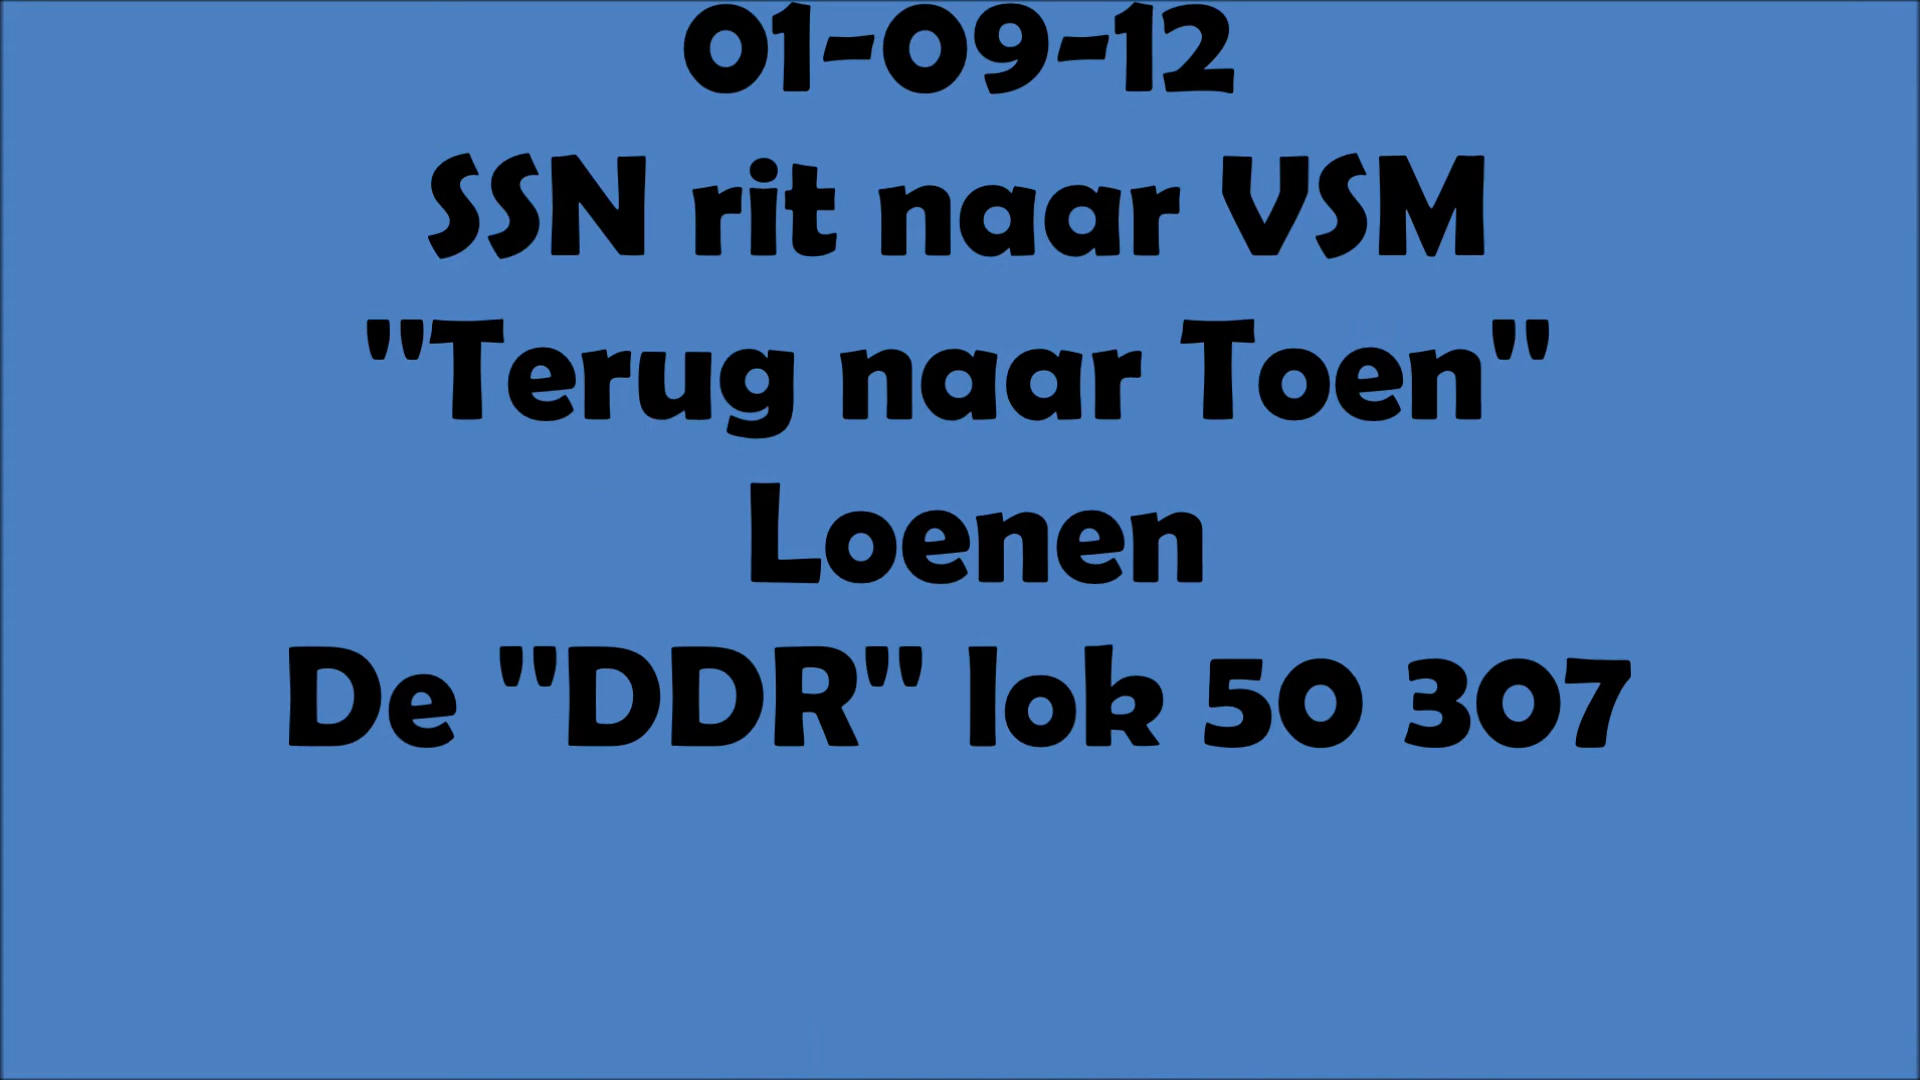 01-09-12
SSN rit naar VSM
"Terug naar Toen"
Loenen
De "DDR" lok 50 307